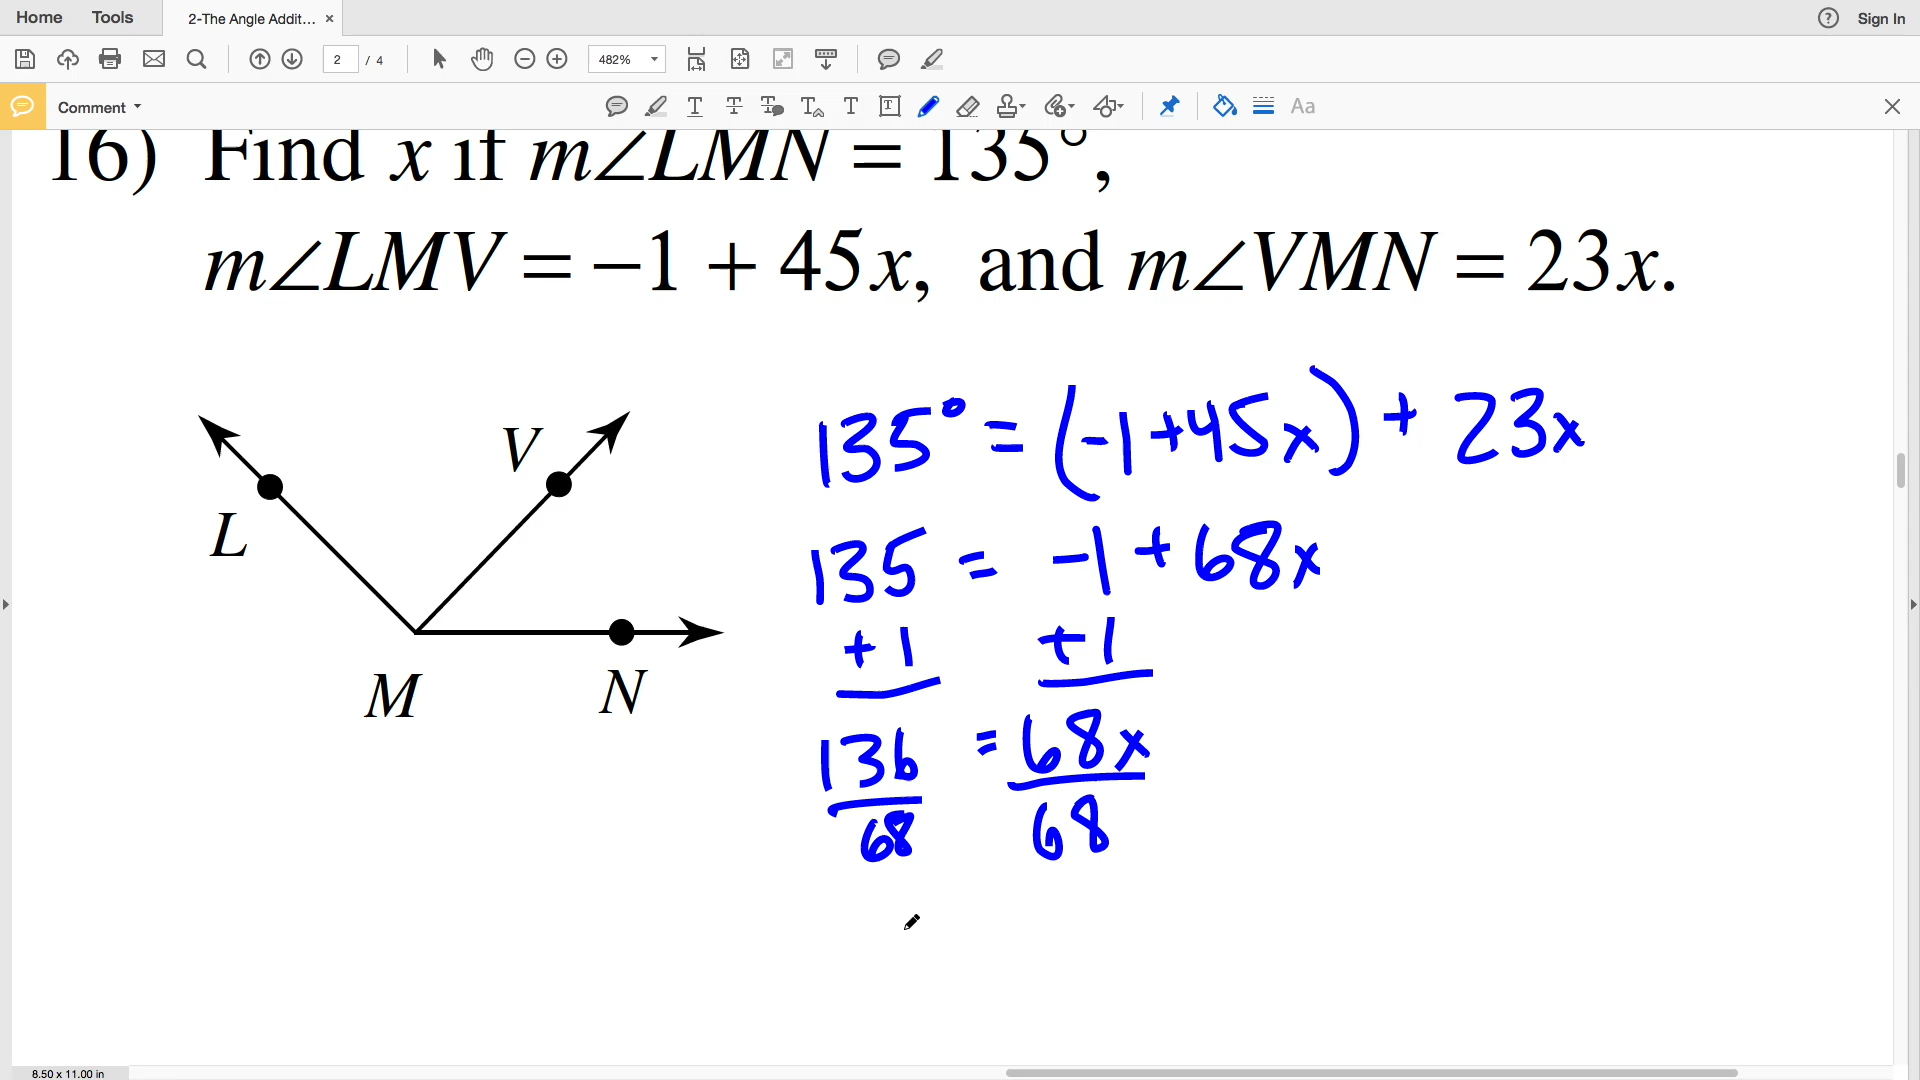 Home Tools 2-The Angle Addit... × ? Sign In
2 / 4 482%
Comment T T T T T T Aa
16) Find x if m∠LMN = 135°,
m∠LMV = −1 + 45x, and m∠VMN = 23x.
135° = (-1+45x) + 23x
V
L
135 = -1 + 68x
+1 +1
M N
136 = 68x
68 68
8.50 x 11.00 in